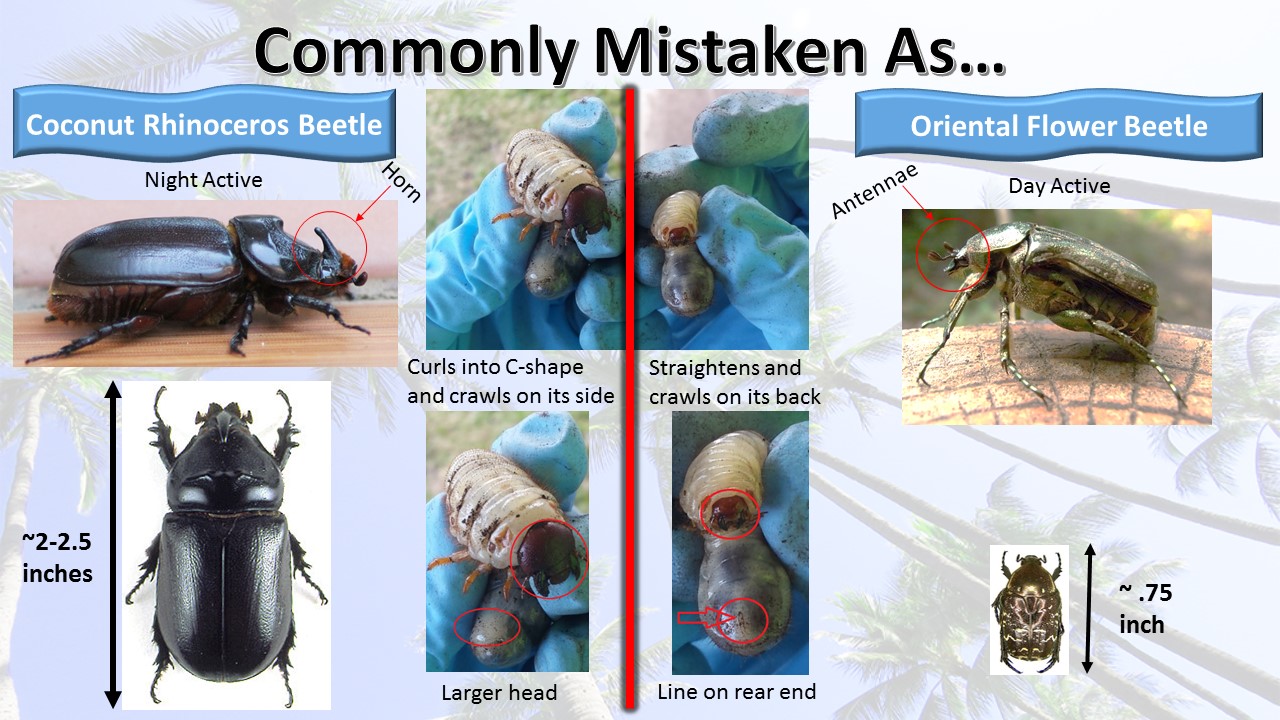 Commonly Mistaken As...
Coconut Rhinoceros Beetle
Night Active
Horn
~2-2.5
inches
Curls into C-shape
and crawls on its side
Larger head
Straightens and
crawls on its back
Line on rear end
Oriental Flower Beetle
Day Active
Antennae
~ .75
inch